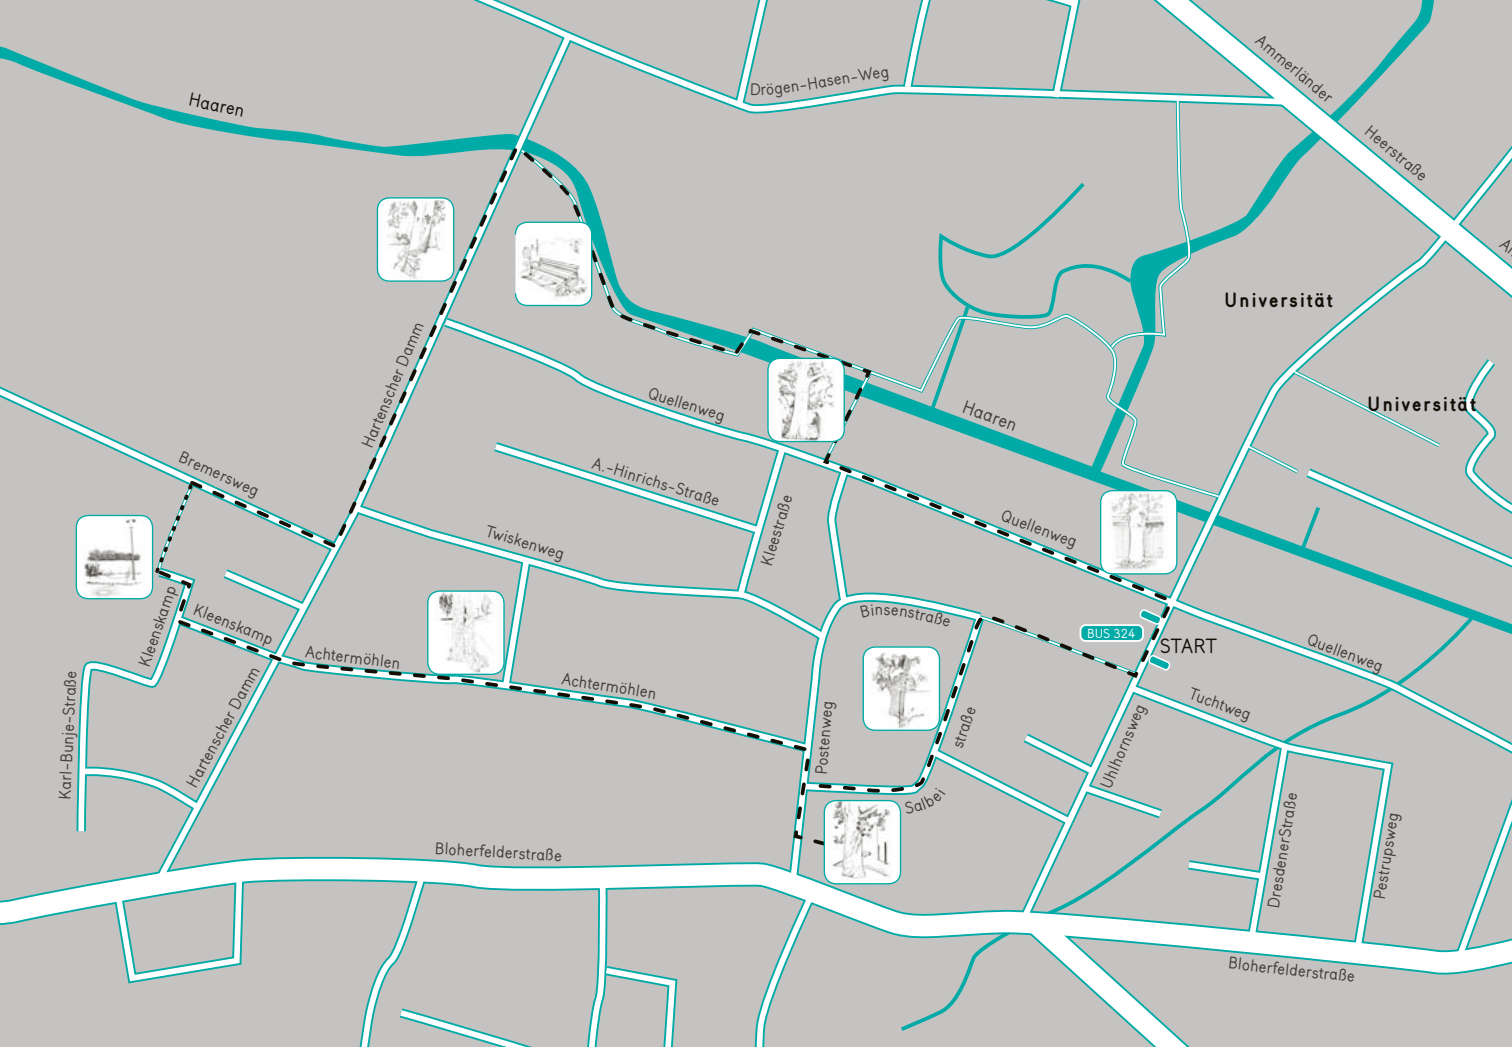 Ammerländer
Heerstraße
Drögen-Hasen-Weg
Haaren
Universität
Universität
Hartenscher Damm
Quellenweg
Haaren
Bremersweg
A.-Hinrichs-Straße
Kleestraße
Quellenweg
Twiskenweg
Kleenskamp
Kleenskamp
Binsenstraße
BUS 324
START
Quellenweg
Achtermöhlen
Achtermöhlen
Karl-Bunje-Straße
Hartenscher Damm
Postenweg
straße
Salbei
Uhlhornsweg
Tuchtweg
DresdenerStraße
Pestrupsweg
Bloherfelderstraße
Bloherfelderstraße